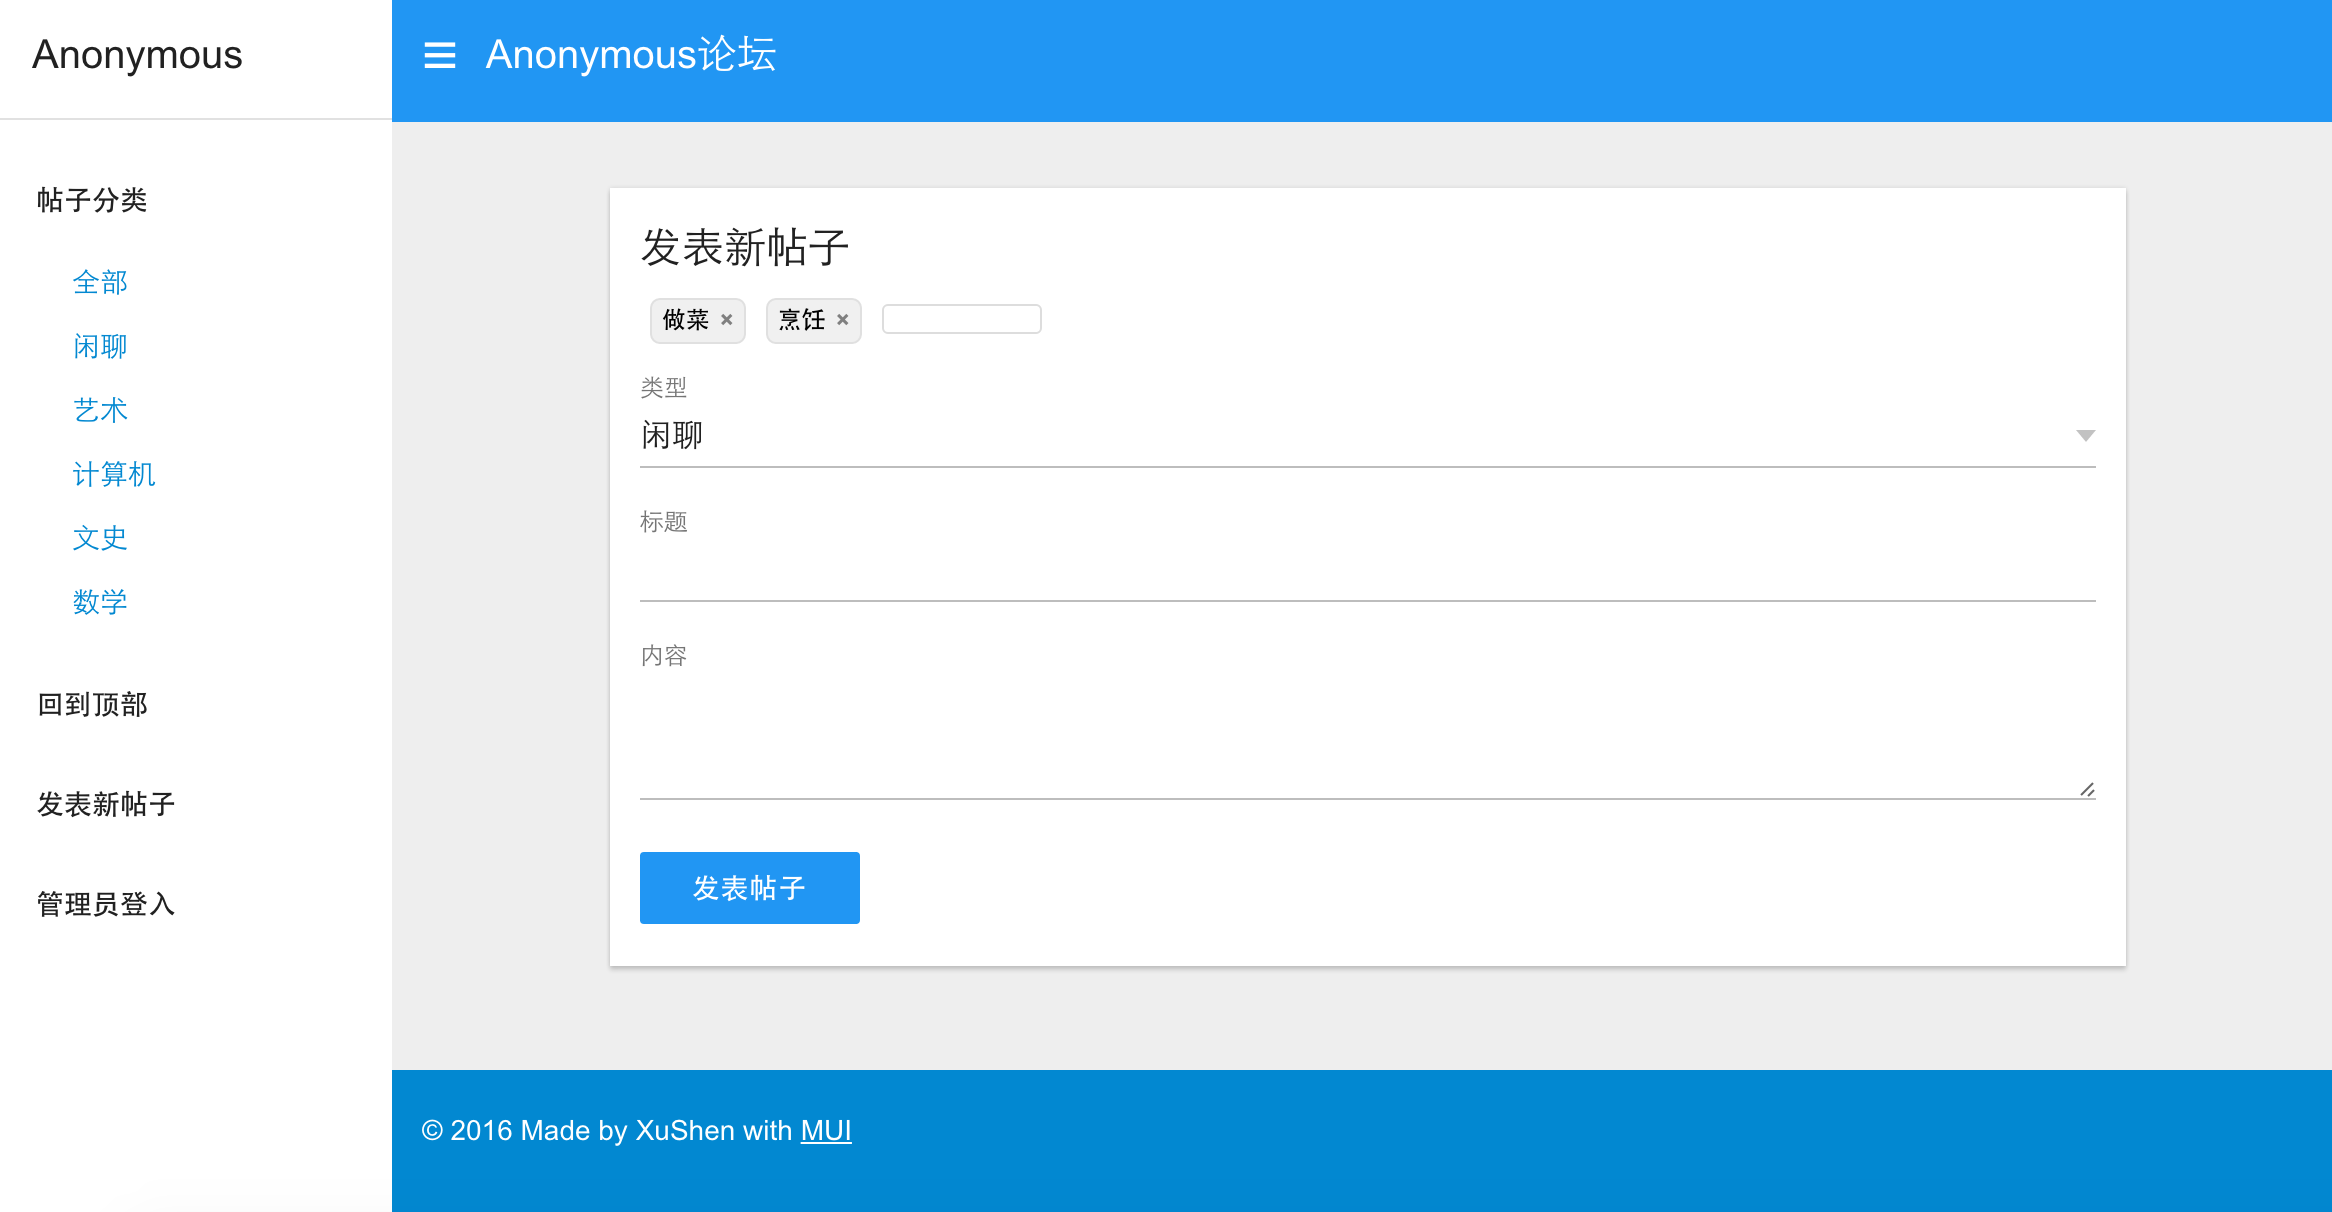 Anonymous
帖子分类
全部
闲聊
艺术
计算机
文史
数学
回到顶部
发表新帖子
管理员登入
Anonymous论坛
发表新帖子
做菜 × 烹饪 ×
类型
闲聊
标题
内容
发表帖子
© 2016 Made by XuShen with MUI